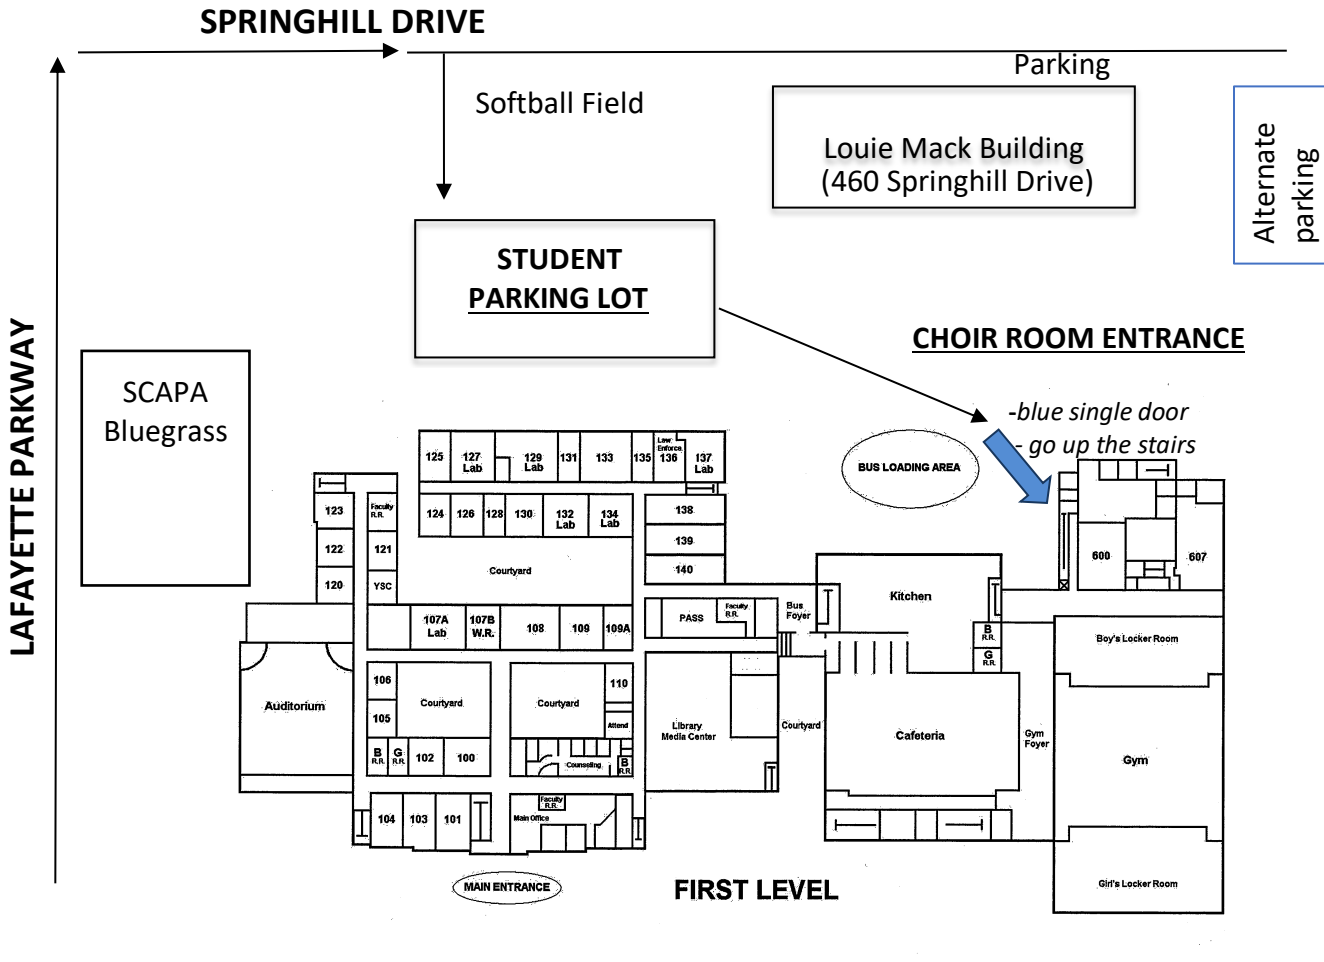 SPRINGHILL DRIVE
Parking
Softball Field
Louie Mack Building
(460 Springhill Drive)
Alternate
parking
STUDENT
PARKING LOT
LAFAYETTE PARKWAY
CHOIR ROOM ENTRANCE
SCAPA
Bluegrass
-blue single door
- go up the stairs
BUS LOADING AREA
125
127
Lab
129
Lab
131
133
135
Law
Enforce.
136
137
Lab
123
Faculty
R.R.
124
126
128
130
132
Lab
134
Lab
138
122
121
139
600
607
120
YSC
Courtyard
140
107A
Lab
107B
W.R.
108
109
109A
PASS
Faculty
R.R.
Bus
Foyer
Kitchen
B
R.R.
G
R.R.
Boy's Locker Room
106
105
Courtyard
Courtyard
110
Attend
Auditorium
Library
Media Center
Courtyard
Cafeteria
Gym
Foyer
Gym
B
R.R.
G
R.R.
102
100
Counseling
B
R.R.
104
103
101
Faculty
R.R.
Main Office
MAIN ENTRANCE
FIRST LEVEL
Girl's Locker Room